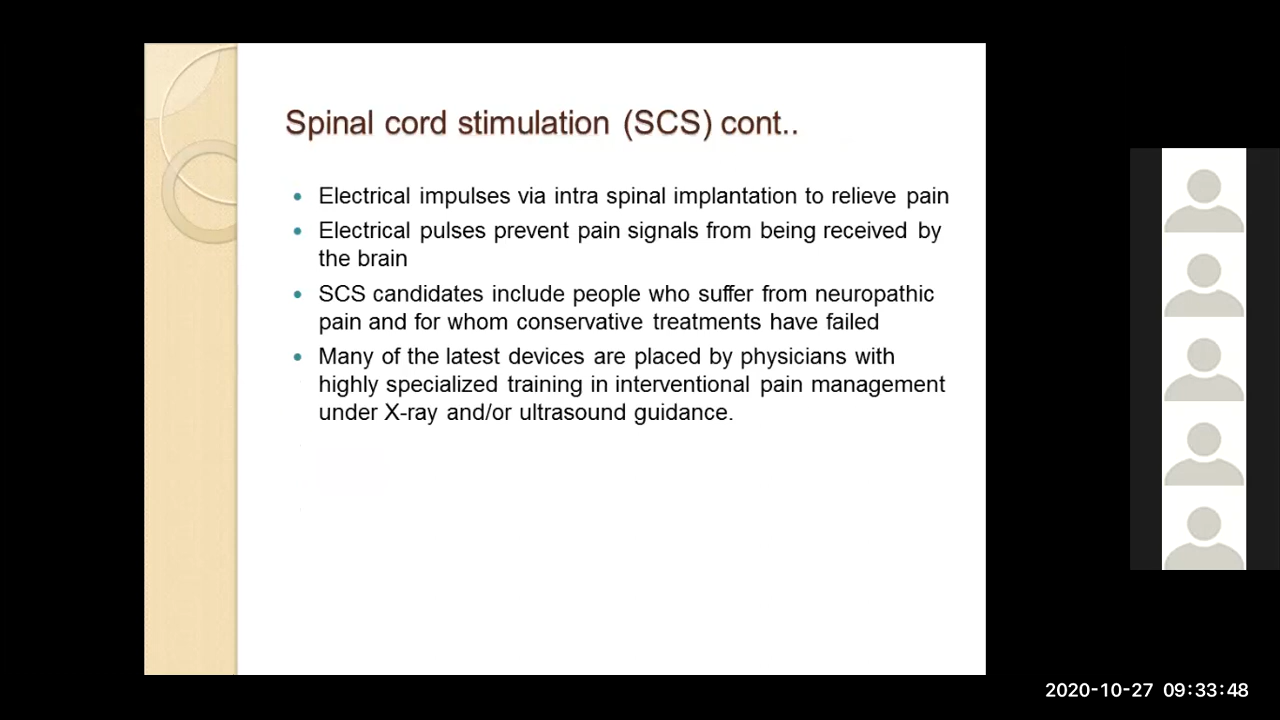 Spinal cord stimulation (SCS) cont..
• Electrical impulses via intra spinal implantation to relieve pain
• Electrical pulses prevent pain signals from being received by
the brain
• SCS candidates include people who suffer from neuropathic
pain and for whom conservative treatments have failed
• Many of the latest devices are placed by physicians with
highly specialized training in interventional pain management
under X-ray and/or ultrasound guidance.
2020-10-27 09:33:48